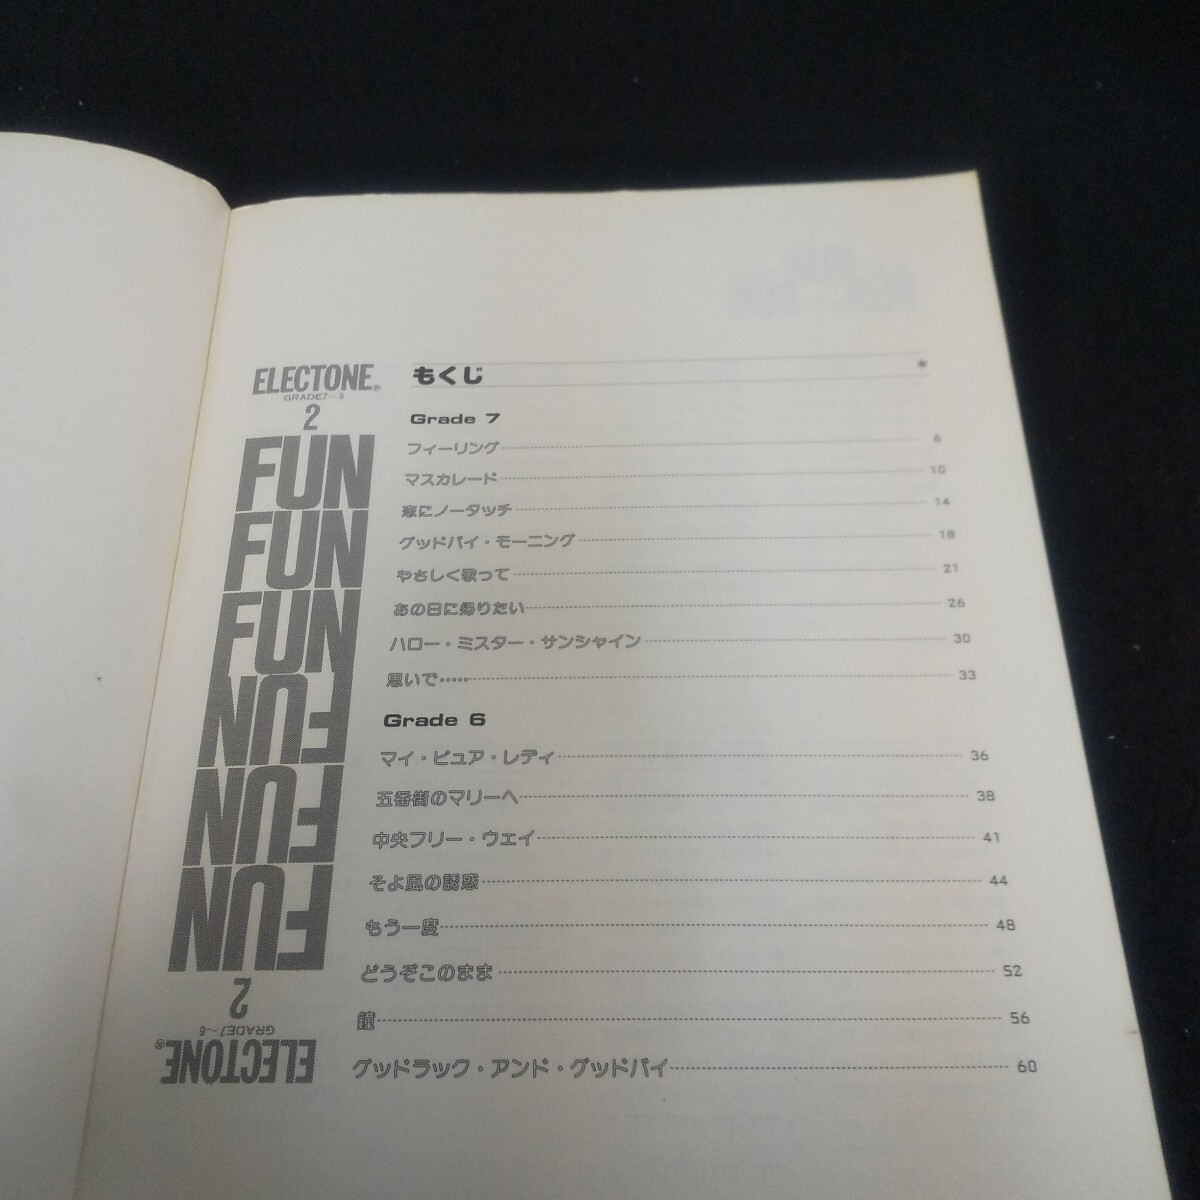 ELECTONE®
GRADE7〜6
2
FUN
FUN
FUN
FUN
FUN
FUN
2
GRADE7〜6
ELECTONE®
もくじ
Grade 7
フィーリング 6
マスカレード 10
恋にノータッチ 14
グッドバイ・モーニング 18
やさしく歌って 21
あの日に帰りたい 26
ハロー・ミスター・サンシャイン 30
思いで…… 33
Grade 6
マイ・ピュア・レディ 36
五番街のマリーへ 38
中央フリー・ウェイ 41
そよ風の誘惑 44
もう一度 48
どうぞこのまま 52
鐘 56
グッドラック・アンド・グッドバイ 60